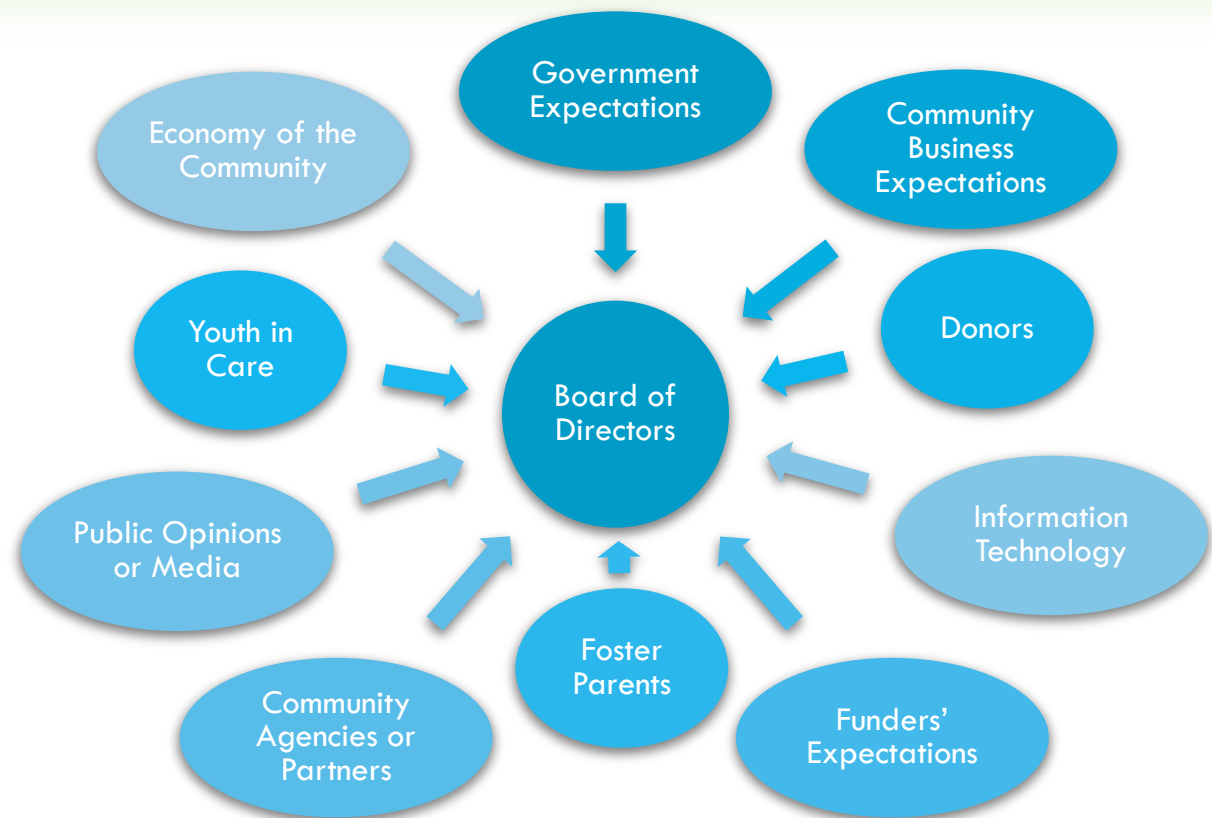 Government
Expectations
Community
Business
Expectations
Donors
Information
Technology
Funders’
Expectations
Foster
Parents
Community
Agencies or
Partners
Public Opinions
or Media
Youth in
Care
Economy of the
Community
Board of
Directors